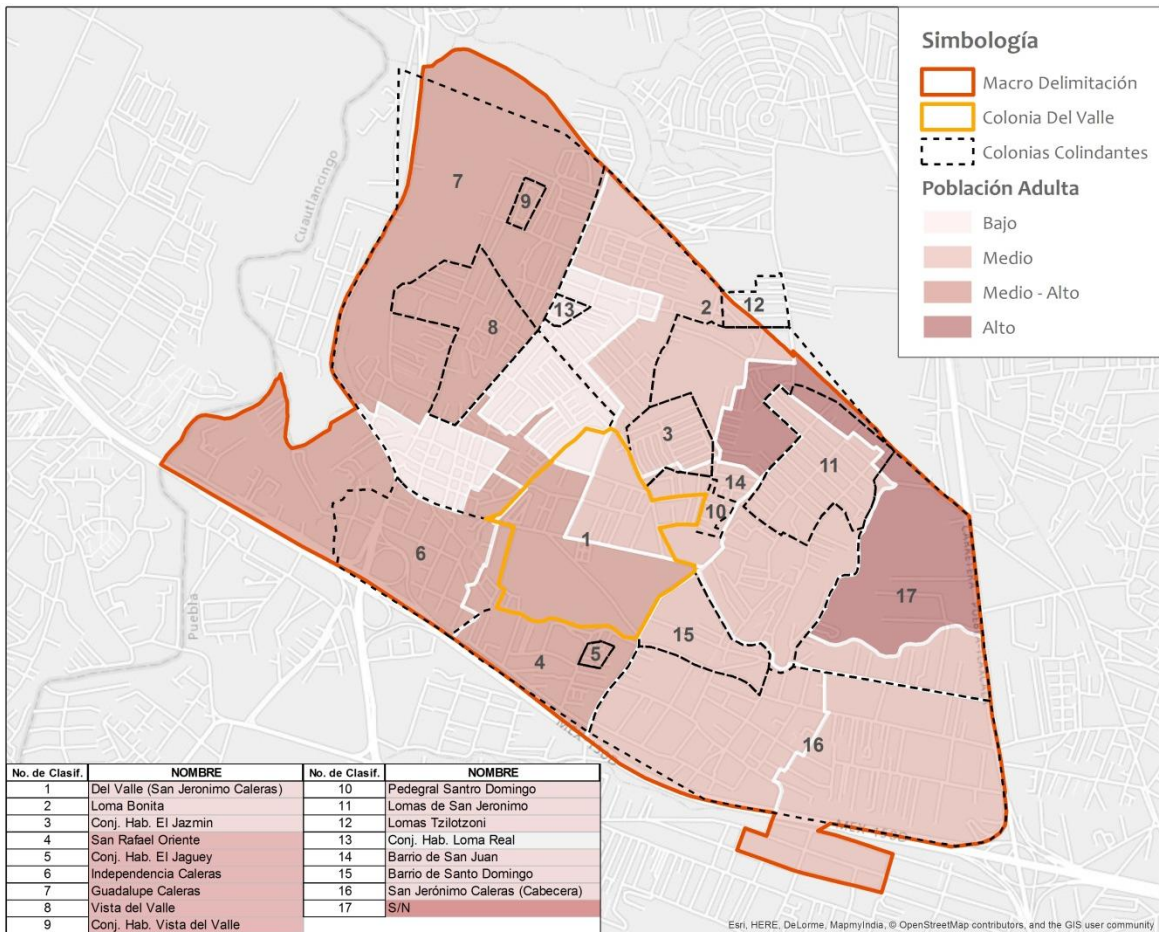 Simbología
Macro Delimitación
Colonia Del Valle
Colonias Colindantes
Población Adulta
Bajo
Medio
Medio - Alto
Alto
Cuautlancingo
Puebla
7
9
8
13
2
12
3
11
14
10
1
6
17
15
4
5
16
No. de Clasif. NOMBRE No. de Clasif. NOMBRE
1 Del Valle (San Jeronimo Caleras) 10 Pedegral Santro Domingo
2 Loma Bonita 11 Lomas de San Jeronimo
3 Conj. Hab. El Jazmin 12 Lomas Tzilotzoni
4 San Rafael Oriente 13 Conj. Hab. Loma Real
5 Conj. Hab. El Jaguey 14 Barrio de San Juan
6 Independencia Caleras 15 Barrio de Santo Domingo
7 Guadalupe Caleras 16 San Jerónimo Caleras (Cabecera)
8 Vista del Valle 17 S/N
9 Conj. Hab. Vista del Valle
Esri, HERE, DeLorme, MapmyIndia, © OpenStreetMap contributors, and the GIS user community